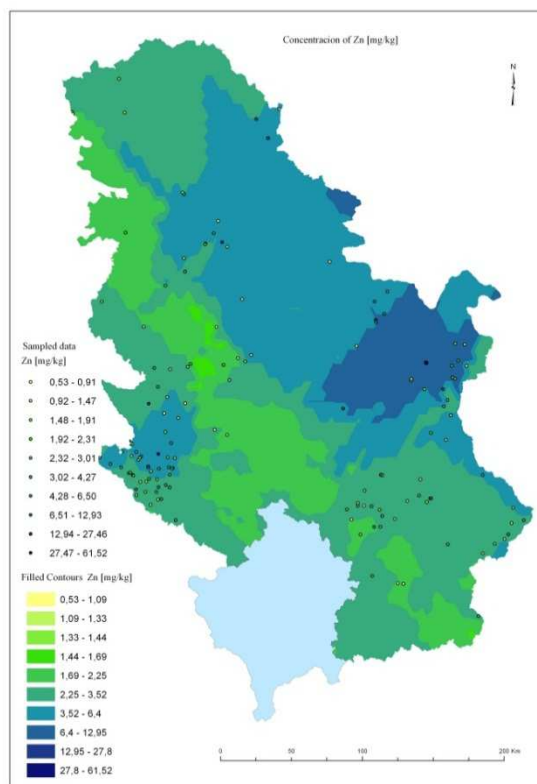 Concentracion of Zn [mg/kg]
N
Sampled data
Zn [mg/kg]
0,53 - 0,91
0,92 - 1,47
1,48 - 1,91
1,92 - 2,31
2,32 - 3,01
3,02 - 4,27
4,28 - 6,50
6,51 - 12,93
12,94 - 27,46
27,47 - 61,52
Filled Contours Zn [mg/kg]
0,53 - 1,09
1,09 - 1,33
1,33 - 1,44
1,44 - 1,69
1,69 - 2,25
2,25 - 3,52
3,52 - 6,4
6,4 - 12,95
12,95 - 27,8
27,8 - 61,52
0 50 100 200 Km